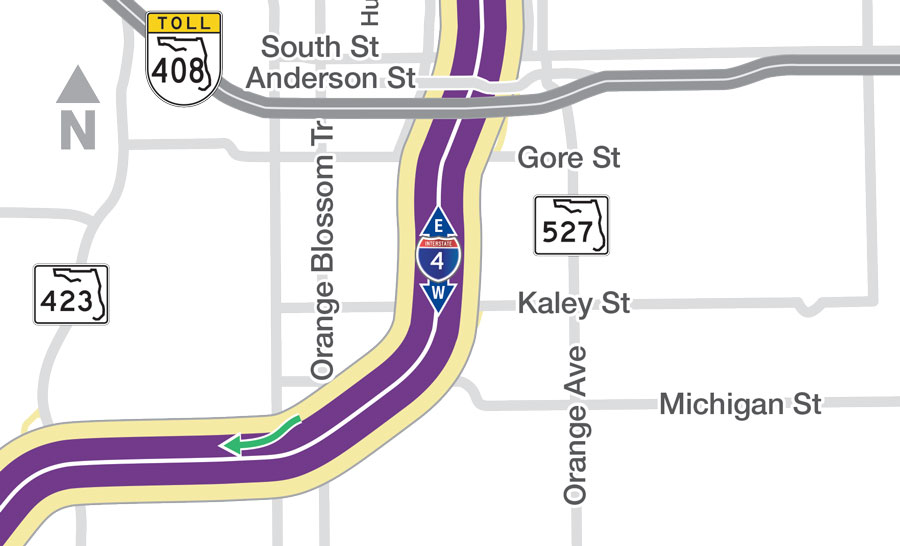 Hu
TOLL
408
South St
Anderson St
N
Orange Blossom Tr
Gore St
527
E
INTERSTATE
4
W
423
Kaley St
Orange Ave
Michigan St